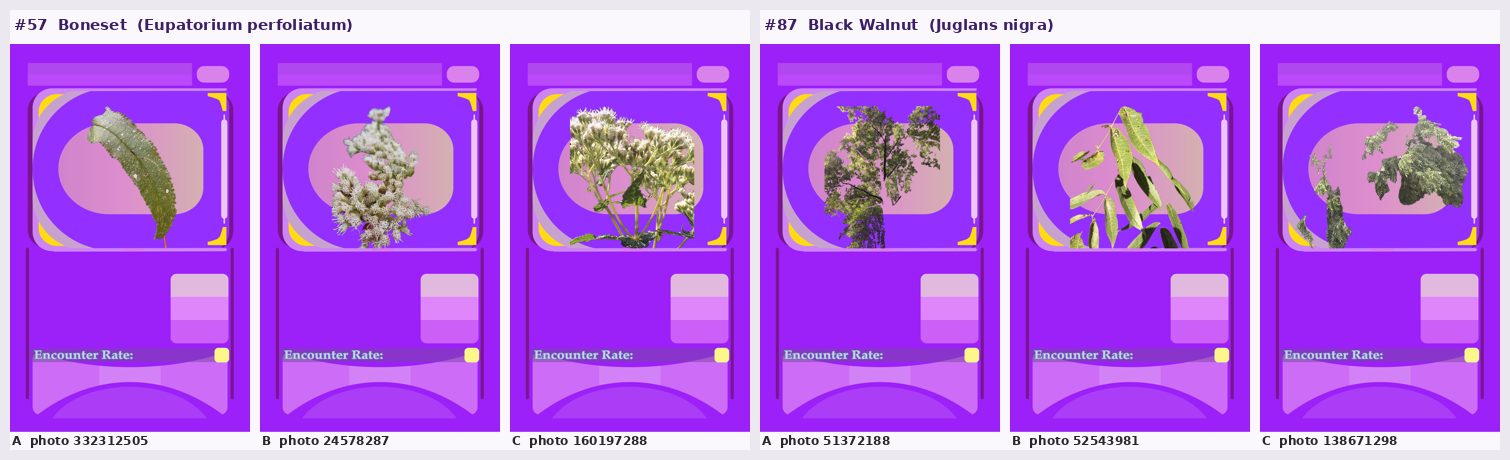 #57 Boneset (Eupatorium perfoliatum)
Encounter Rate:
Encounter Rate:
Encounter Rate:
A photo 332312505
B photo 24578287
C photo 160197288
#87 Black Walnut (Juglans nigra)
Encounter Rate:
Encounter Rate:
Encounter Rate:
A photo 51372188
B photo 52543981
C photo 138671298